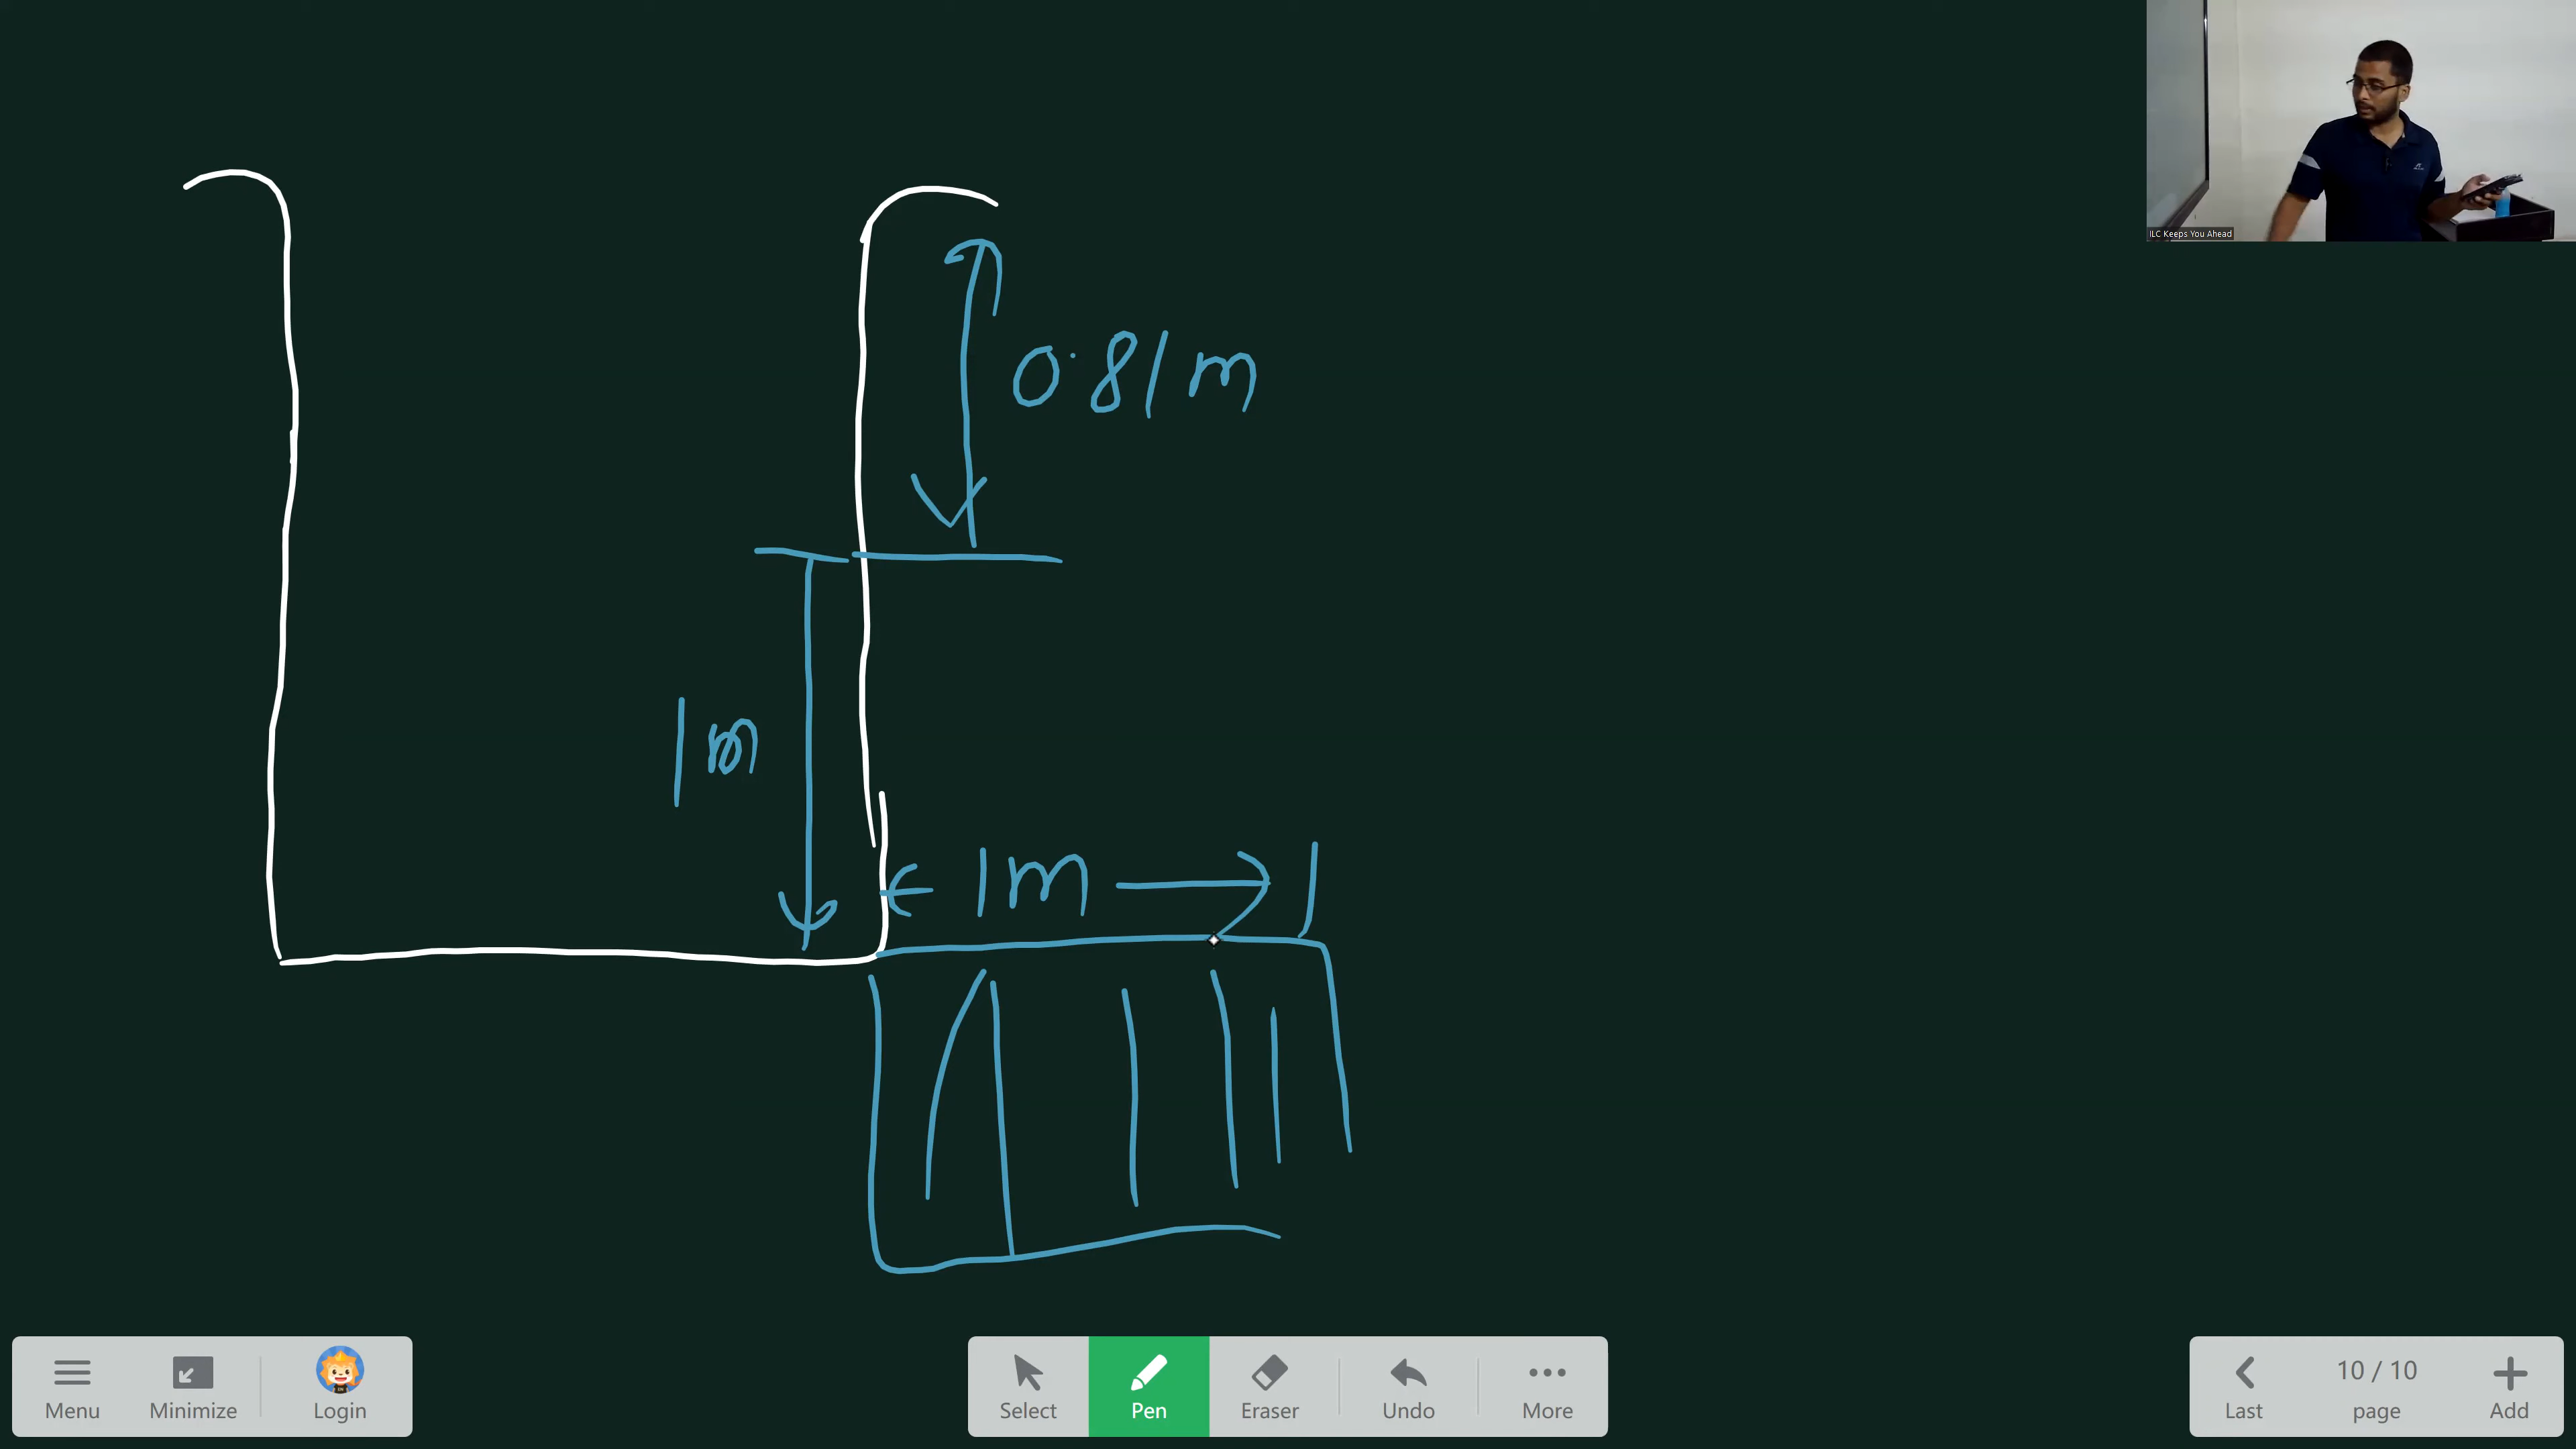 ILC Keeps You Ahead
0.81m
1m
1m
Menu
Minimize
Login
Select
Pen
Eraser
Undo
More
Last
10 / 10
page
Add